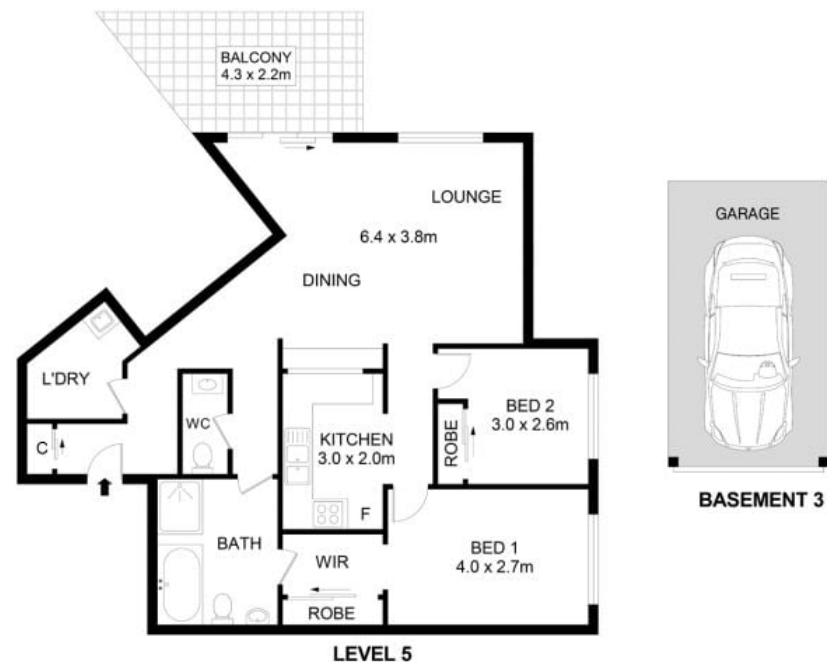 BALCONY
4.3 x 2.2m
LOUNGE
6.4 x 3.8m
DINING
GARAGE
L'DRY
C
WC
KITCHEN
3.0 x 2.0m
F
ROBE
BED 2
3.0 x 2.6m
BATH
WIR
ROBE
BED 1
4.0 x 2.7m
BASEMENT 3
LEVEL 5